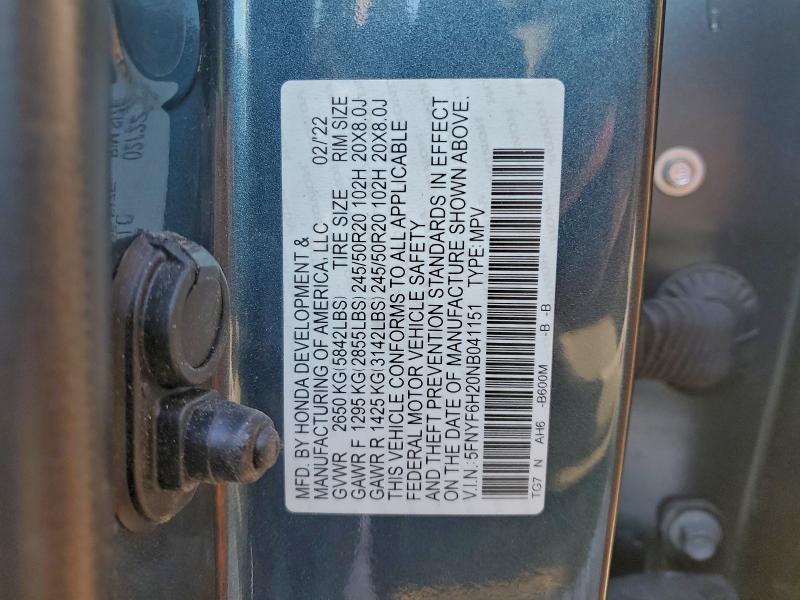 MFD. BY HONDA DEVELOPMENT &
MANUFACTURING OF AMERICA, LLC 02/'22
GVWR 2650 KG(5842LBS) TIRE SIZE RIM SIZE
GAWR F 1295 KG(2855LBS) 245/50R20 102H 20X8.0J
GAWR R 1425 KG(3142LBS) 245/50R20 102H 20X8.0J
THIS VEHICLE CONFORMS TO ALL APPLICABLE
FEDERAL MOTOR VEHICLE SAFETY
AND THEFT PREVENTION STANDARDS IN EFFECT
ON THE DATE OF MANUFACTURE SHOWN ABOVE.
V.I.N.: 5FNYF6H20NB041151 TYPE: MPV
TG7 N AH6 -B600M -B -B